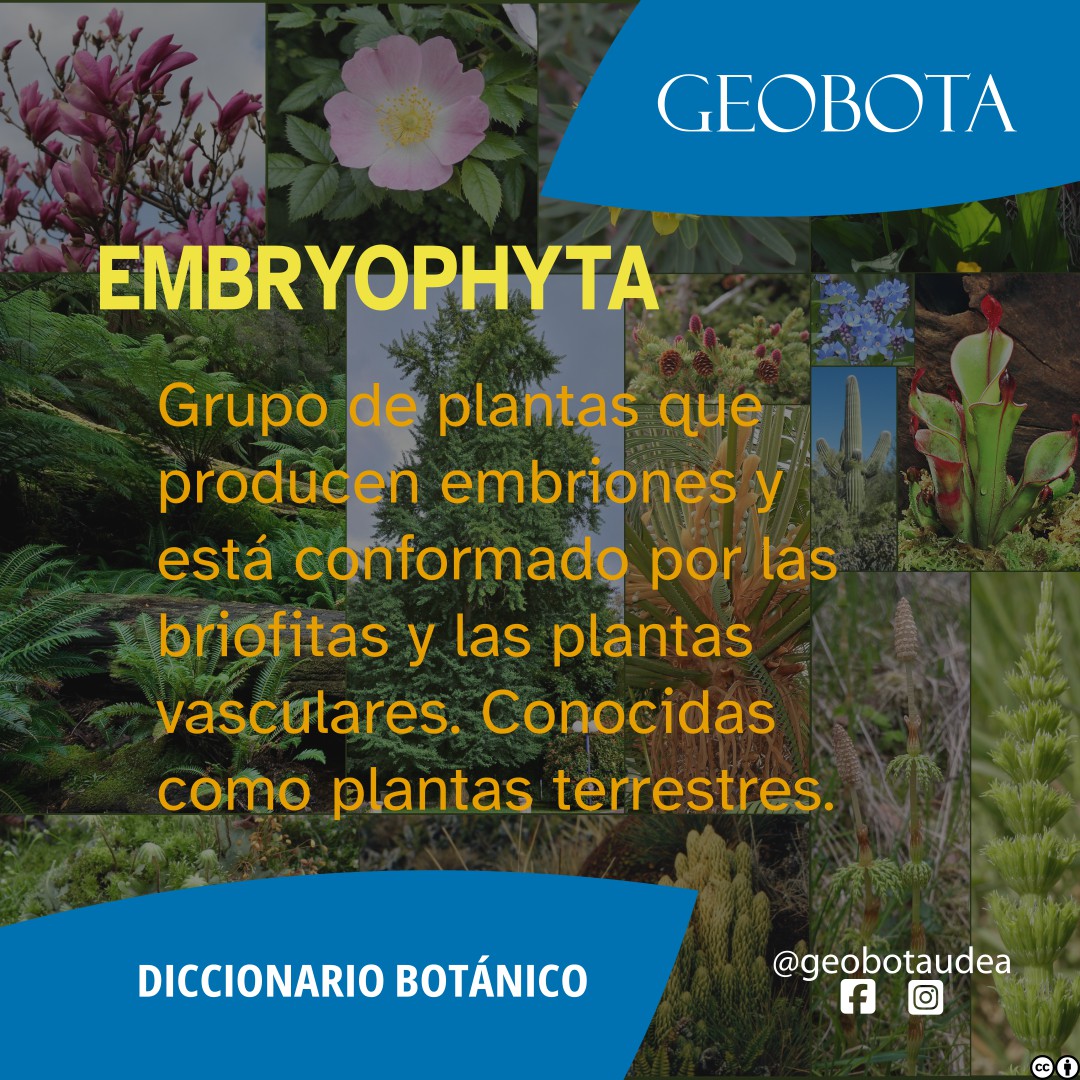 GEOBOTA
EMBRYOPHYTA
Grupo de plantas que
producen embriones y
está conformado por las
briofitas y las plantas
vasculares. Conocidas
como plantas terrestres.
DICCIONARIO BOTÁNICO
@geobotaudea
cc